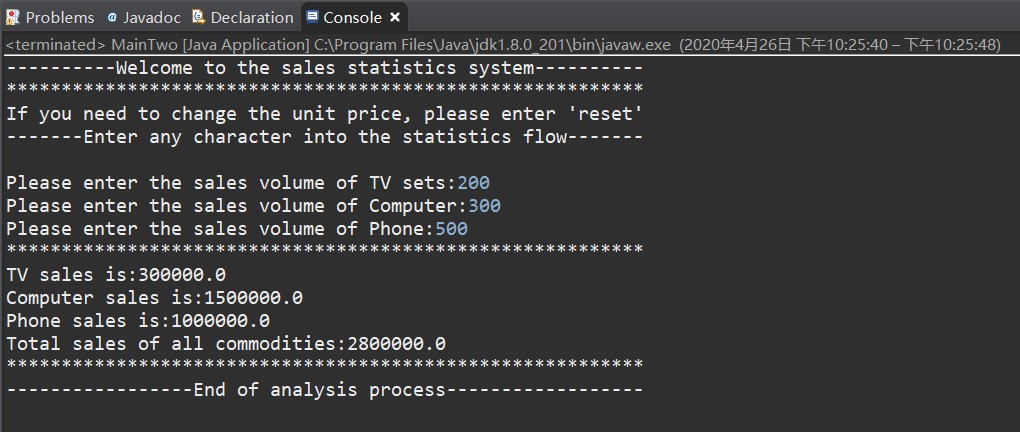 Problems @ Javadoc Declaration Console
<terminated> MainTwo [Java Application] C:\Program Files\Java\jdk1.8.0_201\bin\javaw.exe (2020年4月26日 下午10:25:40 – 下午10:25:48)
----------Welcome to the sales statistics system----------
**********************************************************
If you need to change the unit price, please enter 'reset'
-------Enter any character into the statistics flow-------
Please enter the sales volume of TV sets:200
Please enter the sales volume of Computer:300
Please enter the sales volume of Phone:500
**********************************************************
TV sales is:300000.0
Computer sales is:1500000.0
Phone sales is:1000000.0
Total sales of all commodities:2800000.0
**********************************************************
-----------------End of analysis process------------------